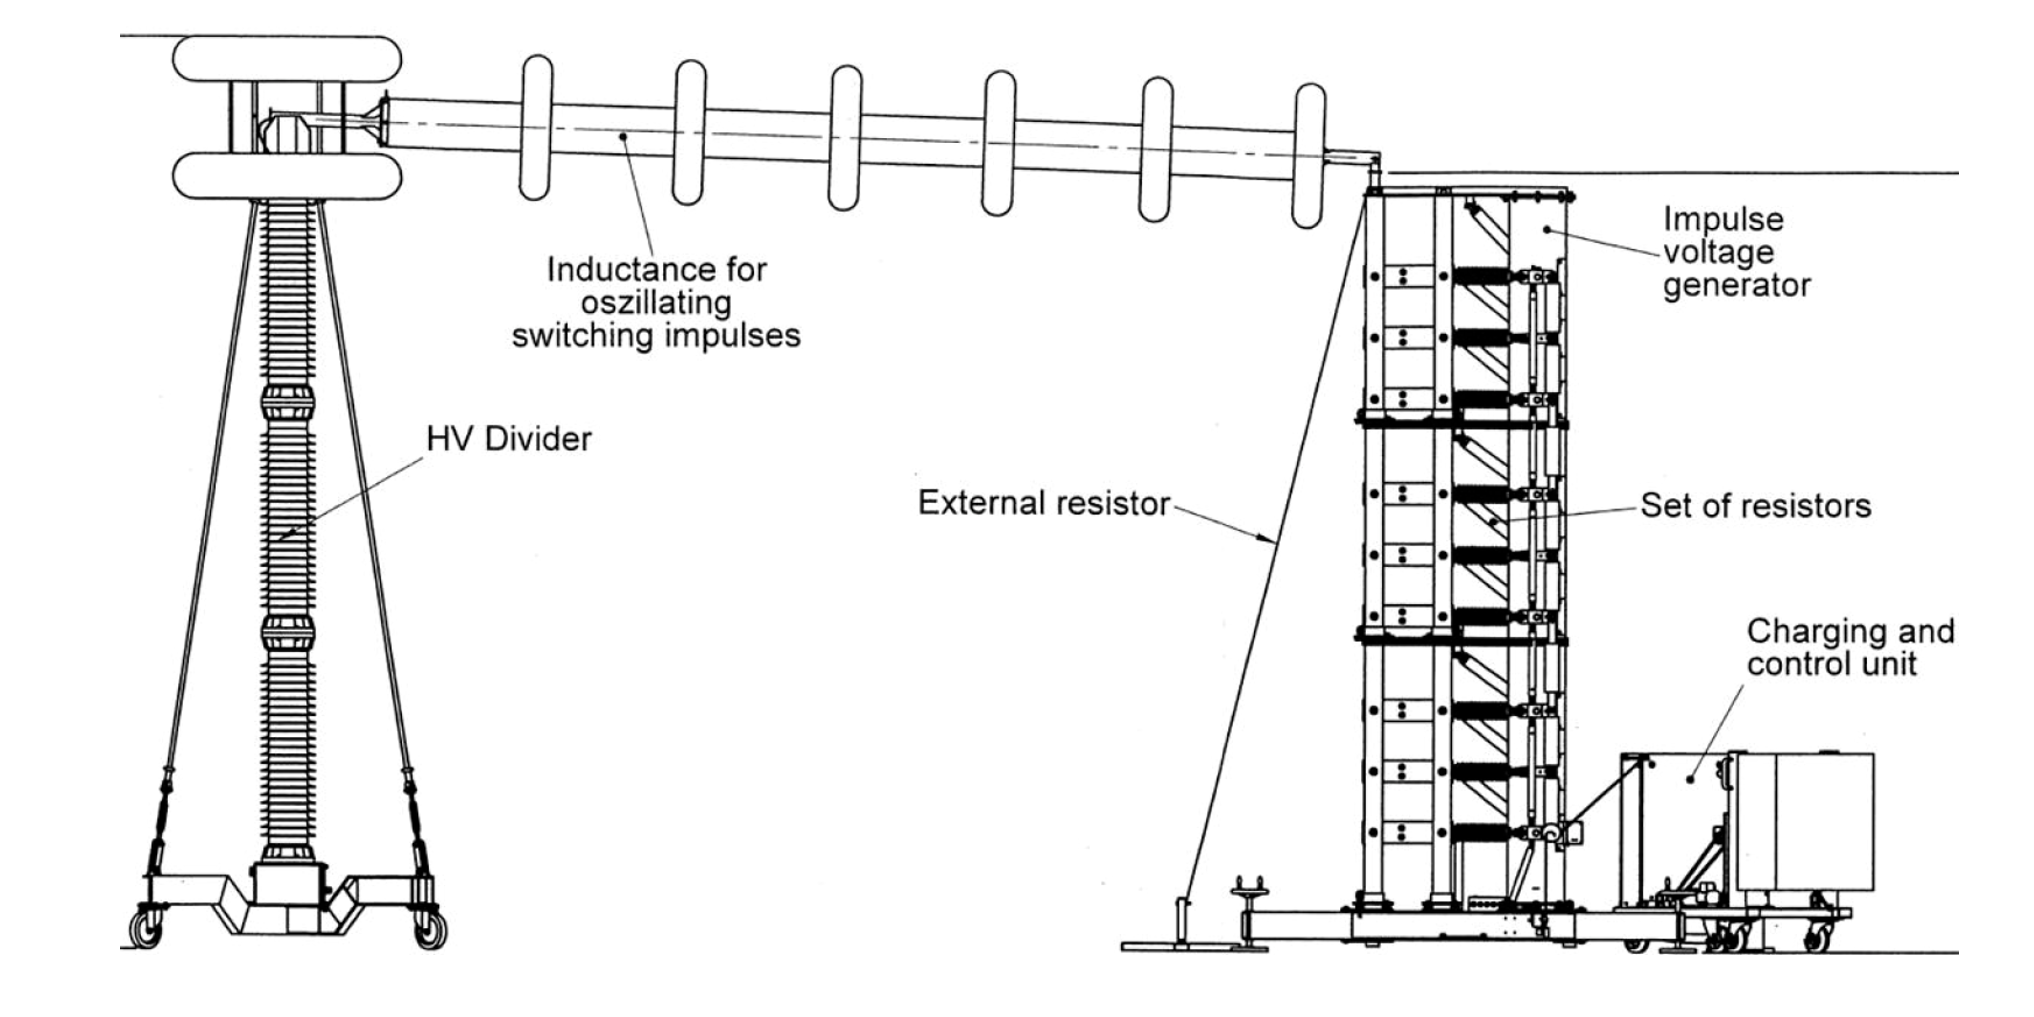 Inductance for
oszillating
switching impulses
HV Divider
External resistor
Impulse
voltage
generator
Set of resistors
Charging and
control unit